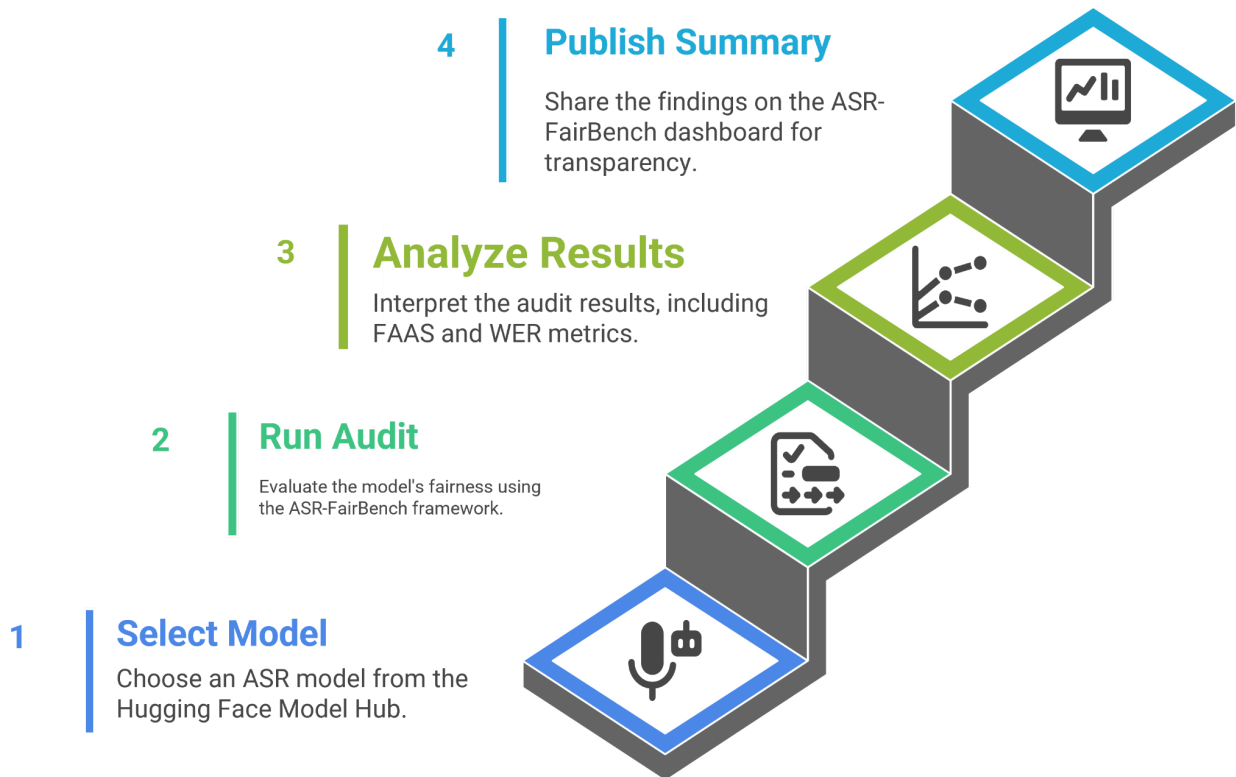 4
Publish Summary
Share the findings on the ASR-
FairBench dashboard for
transparency.
3
Analyze Results
Interpret the audit results, including
FAAS and WER metrics.
2
Run Audit
Evaluate the model's fairness using
the ASR-FairBench framework.
1
Select Model
Choose an ASR model from the
Hugging Face Model Hub.